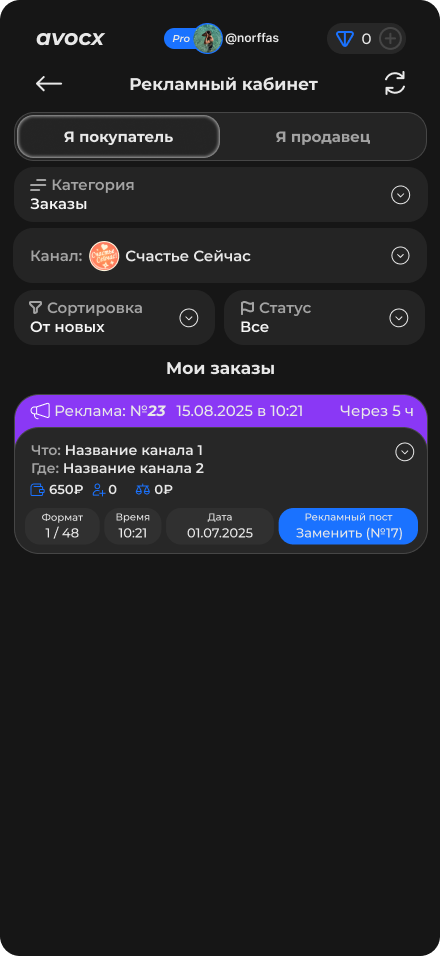 avocx
Pro @norffas 0
Рекламный кабинет
Я покупатель Я продавец
Категория
Заказы
Канал: Счастье Сейчас
Сортировка
От новых
Статус
Все
Мои заказы
Реклама: №23 15.08.2025 в 10:21 Через 5 ч
Что: Название канала 1
Где: Название канала 2
650₽ 0 0₽
Формат
1 / 48
Время
10:21
Дата
01.07.2025
Рекламный пост
Заменить (№17)